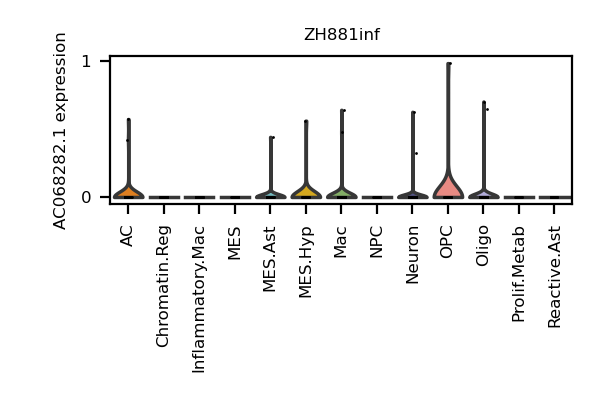 ZH881inf
AC068282.1 expression
1
0
AC
Chromatin.Reg
Inflammatory.Mac
MES
MES.Ast
MES.Hyp
Mac
NPC
Neuron
OPC
Oligo
Prolif.Metab
Reactive.Ast